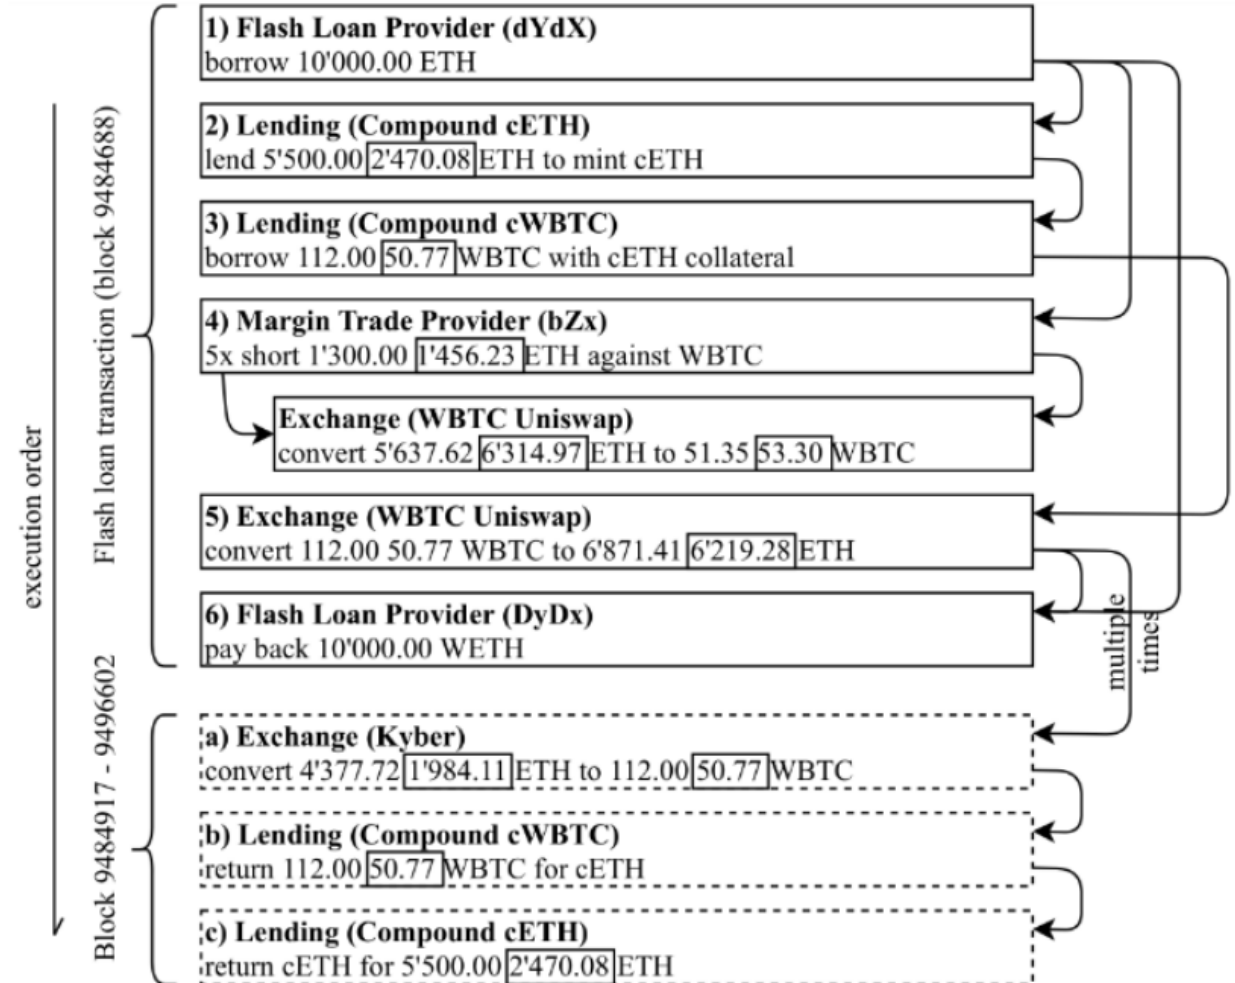 1) Flash Loan Provider (dYdX)
borrow 10'000.00 ETH
2) Lending (Compound cETH)
lend 5'500.00 2'470.08 ETH to mint cETH
3) Lending (Compound cWBTC)
borrow 112.00 50.77 WBTC with cETH collateral
4) Margin Trade Provider (bZx)
5x short 1'300.00 1'456.23 ETH against WBTC
Exchange (WBTC Uniswap)
convert 5'637.62 6'314.97 ETH to 51.35 53.30 WBTC
5) Exchange (WBTC Uniswap)
convert 112.00 50.77 WBTC to 6'871.41 6'219.28 ETH
6) Flash Loan Provider (DyDx)
pay back 10'000.00 WETH
a) Exchange (Kyber)
convert 4'377.72 1'984.11 ETH to 112.00 50.77 WBTC
b) Lending (Compound cWBTC)
return 112.00 50.77 WBTC for cETH
c) Lending (Compound cETH)
return cETH for 5'500.00 2'470.08 ETH
execution order
Flash loan transaction (block 9484688)
Block 9484917 - 9496602
multiple
times